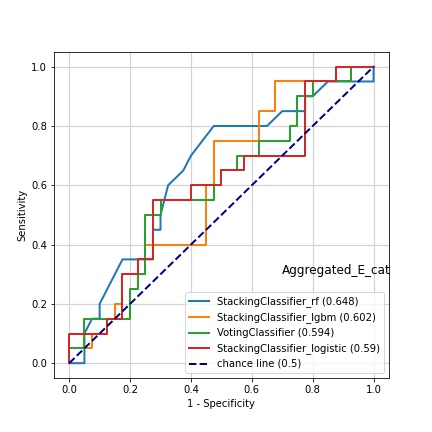 1.0
0.8
0.6
0.4
0.2
0.0
Sensitivity
Aggregated_E_cat
StackingClassifier_rf (0.648)
StackingClassifier_lgbm (0.602)
VotingClassifier (0.594)
StackingClassifier_logistic (0.59)
chance line (0.5)
0.0 0.2 0.4 0.6 0.8 1.0
1 - Specificity